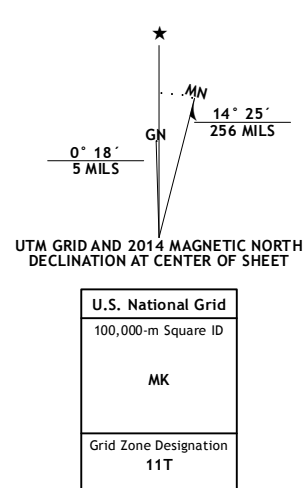 ★
MN
GN
14° 25´
256 MILS
0° 18´
5 MILS
UTM GRID AND 2014 MAGNETIC NORTH
DECLINATION AT CENTER OF SHEET
U.S. National Grid
100,000-m Square ID
MK
Grid Zone Designation
11T